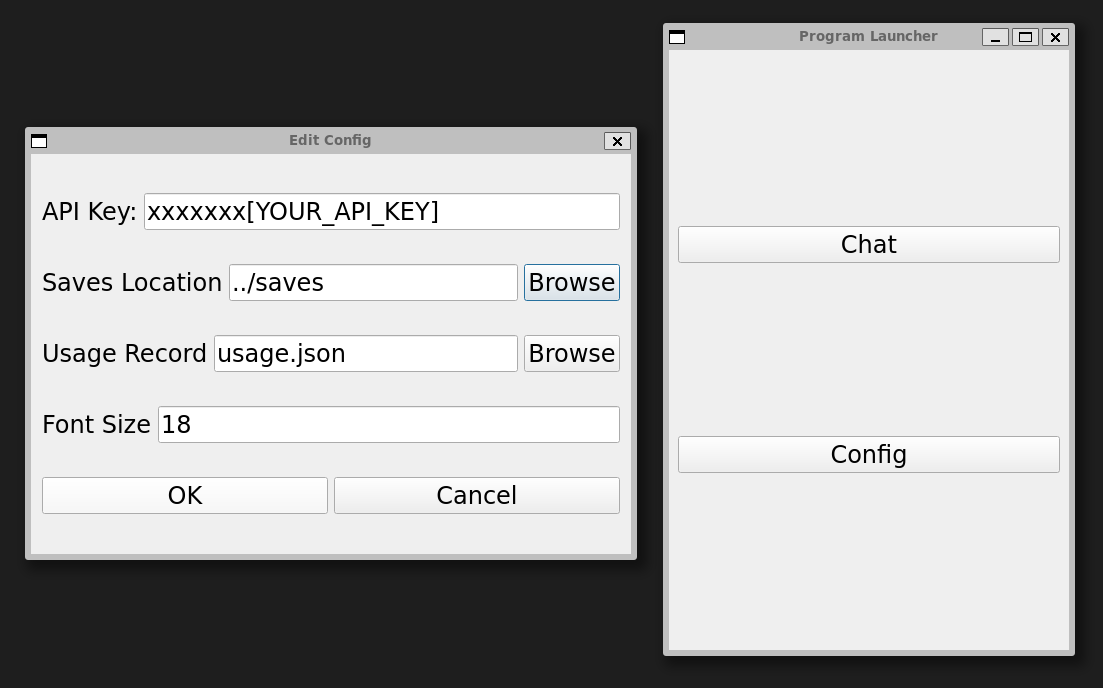 Edit Config
API Key: xxxxxxx[YOUR_API_KEY]
Saves Location ../saves Browse
Usage Record usage.json Browse
Font Size 18
OK Cancel
Program Launcher
Chat
Config